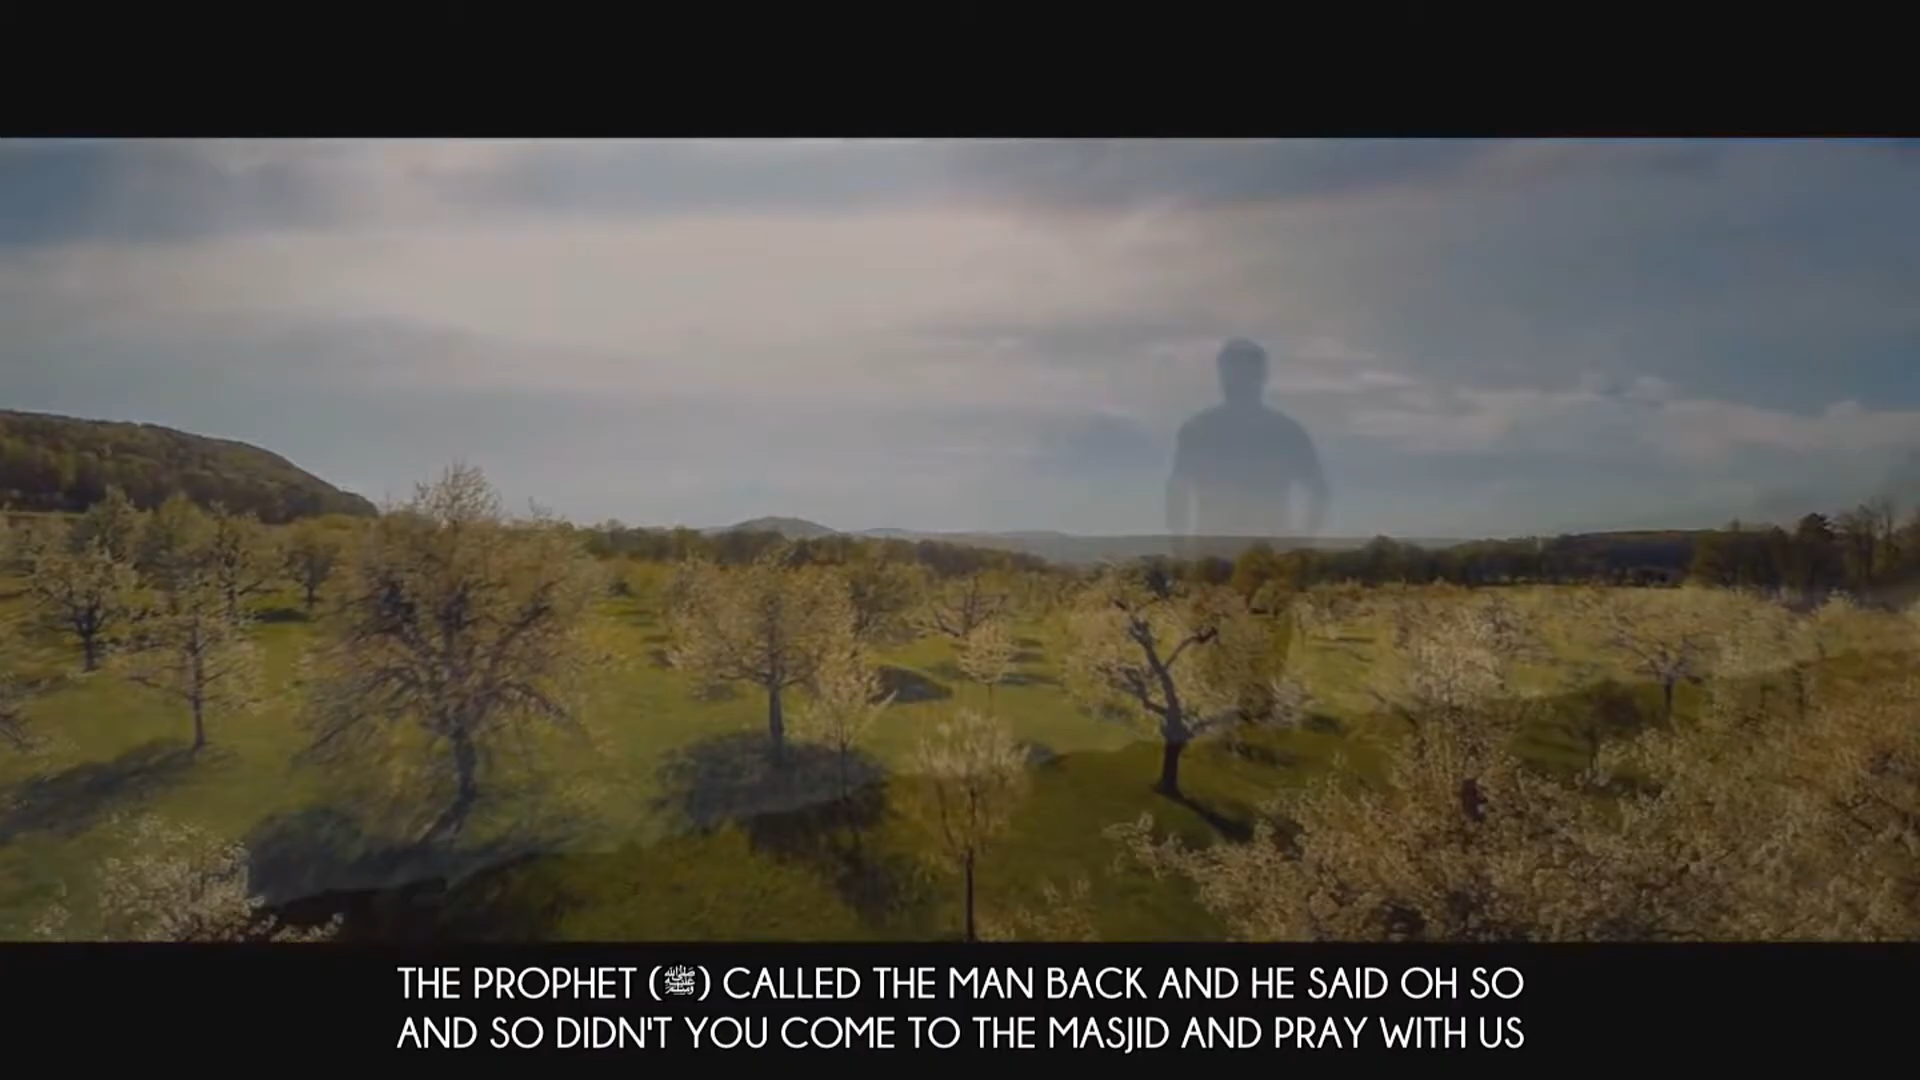 THE PROPHET (ﷺ) CALLED THE MAN BACK AND HE SAID OH SO
AND SO DIDN'T YOU COME TO THE MASJID AND PRAY WITH US